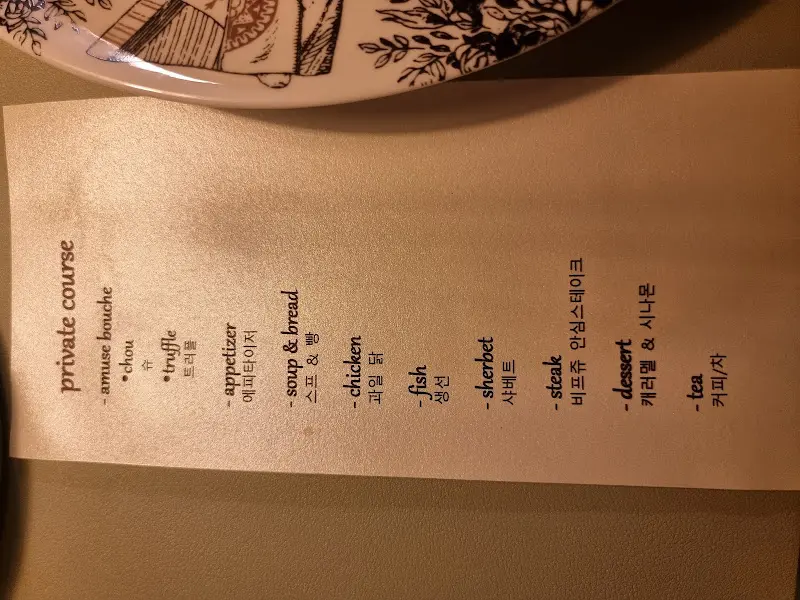 private course
- amuse bouche
•chou
슈
•truffle
트러플
- appetizer
에피타이저
- soup & bread
스프 & 빵
- chicken
과일 닭
- fish
생선
- sherbet
샤베트
- steak
비프쥬 안심스테이크
- dessert
캐러멜 & 시나몬
- tea
커피/차